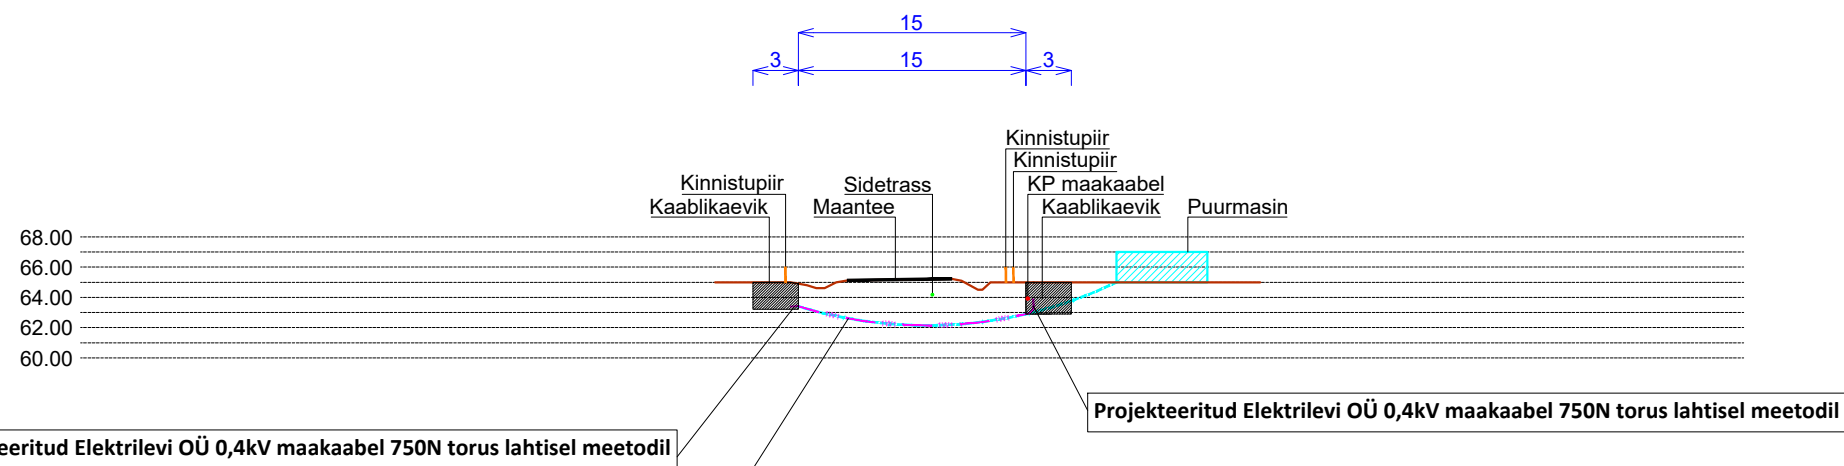 15
3
15
3
Kinnistupiir
Kinnistupiir
Kinnistupiir
Sidetrass
KP maakaabel
Kaablikaevik
Maantee
Kaablikaevik
Puurmasin
68.00
66.00
64.00
62.00
60.00
Projekteeritud Elektrilevi OÜ 0,4kV maakaabel 750N torus lahtisel meetodil
Elektrilevi OÜ 0,4kV maakaabel 750N torus lahtisel meetodil